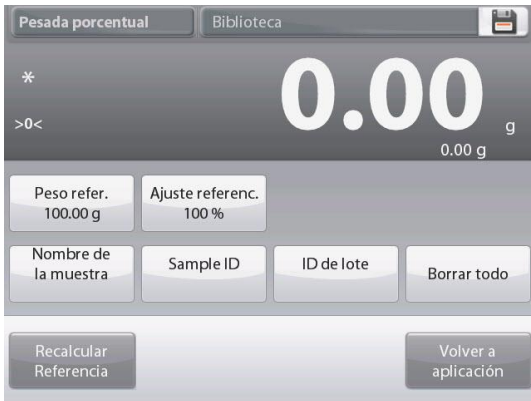 Pesada porcentual
Biblioteca
*
0.00
>0<
g
0.00 g
Peso refer.
100.00 g
Ajuste referenc.
100 %
Nombre de
la muestra
Sample ID
ID de lote
Borrar todo
Recalcular
Referencia
Volver a
aplicación